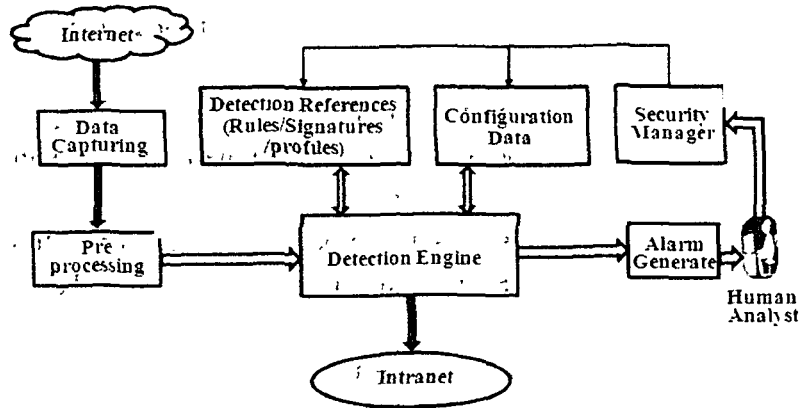 Internet
Detection References
(Rules/Signatures
/profiles)
Configuration
Data
Security
Manager
Data
Capturing
Pre
processing
Detection Engine
Alarm
Generate
Human
Analyst
Intranet